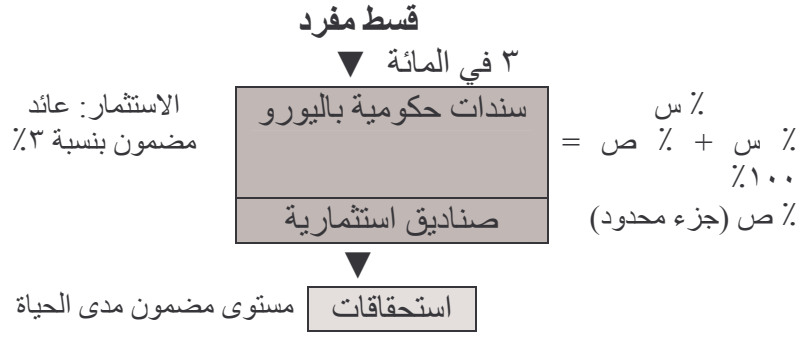 قسط مفرد
٣ في المائة
سندات حكومية باليورو
٪ س
الاستثمار: عائد
مضمون بنسبة ٣٪
٪ س + ٪ ص =
١٠٠٪
صناديق استثمارية
٪ ص (جزء محدود)
استحقاقات
مستوى مضمون مدى الحياة